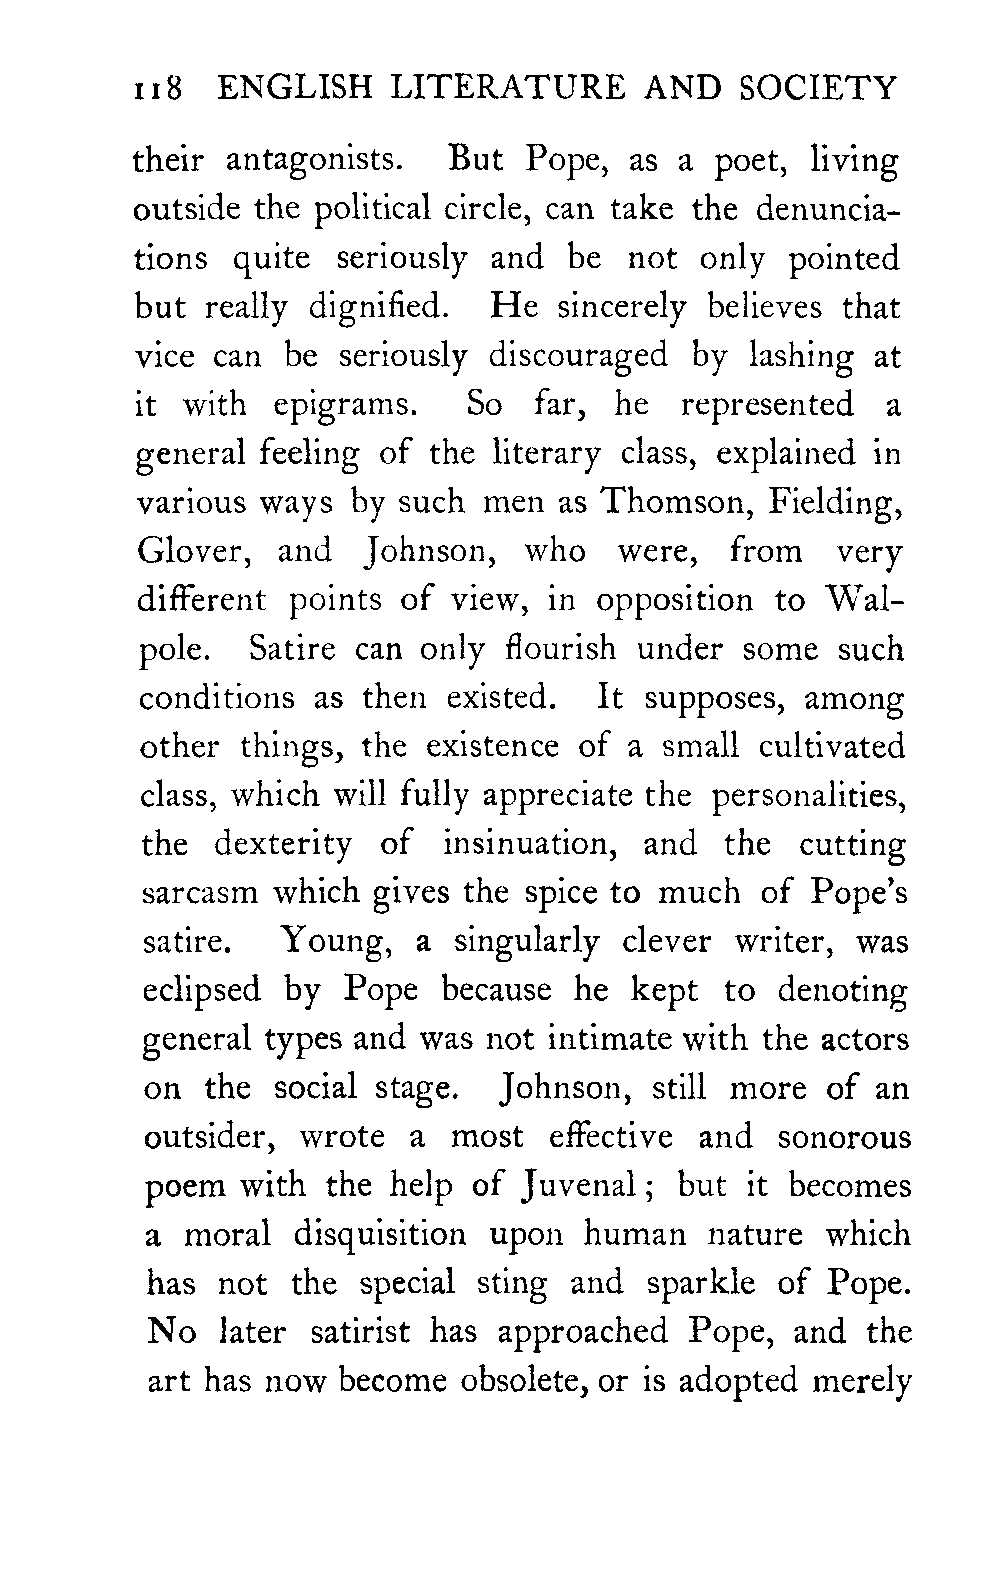 118 ENGLISH LITERATURE AND SOCIETY
their antagonists. But Pope, as a poet, living
outside the political circle, can take the denuncia-
tions quite seriously and be not only pointed
but really dignified. He sincerely believes that
vice can be seriously discouraged by lashing at
it with epigrams. So far, he represented a
general feeling of the literary class, explained in
various ways by such men as Thomson, Fielding,
Glover, and Johnson, who were, from very
different points of view, in opposition to Wal-
pole. Satire can only flourish under some such
conditions as then existed. It supposes, among
other things, the existence of a small cultivated
class, which will fully appreciate the personalities,
the dexterity of insinuation, and the cutting
sarcasm which gives the spice to much of Pope's
satire. Young, a singularly clever writer, was
eclipsed by Pope because he kept to denoting
general types and was not intimate with the actors
on the social stage. Johnson, still more of an
outsider, wrote a most effective and sonorous
poem with the help of Juvenal; but it becomes
a moral disquisition upon human nature which
has not the special sting and sparkle of Pope.
No later satirist has approached Pope, and the
art has now become obsolete, or is adopted merely